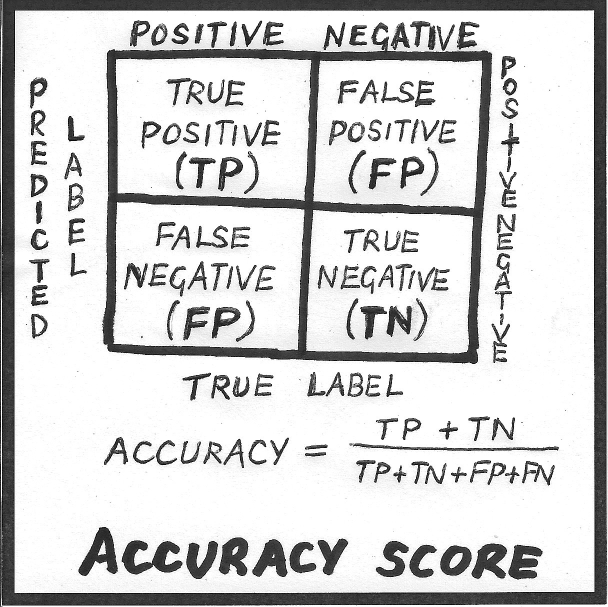 POSITIVE NEGATIVE
PREDICTED
LABEL
TRUE
POSITIVE
(TP)
FALSE
POSITIVE
(FP)
POSITIVE
FALSE
NEGATIVE
(FP)
TRUE
NEGATIVE
(TN)
NEGATIVE
TRUE LABEL
ACCURACY = TP + TN
TP+TN+FP+FN
ACCURACY SCORE